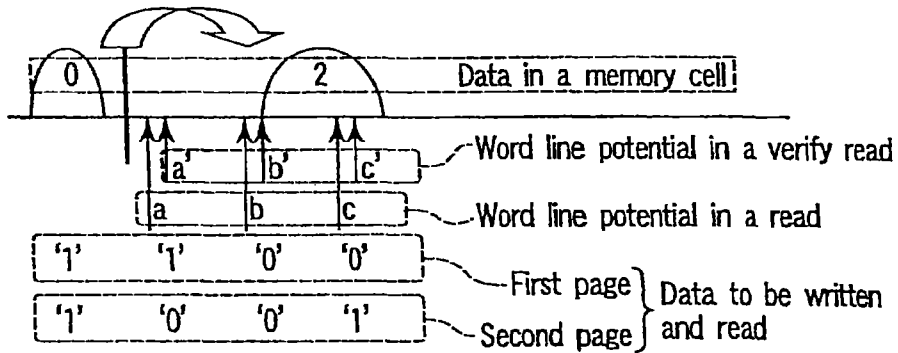 0 2 Data in a memory cell
a' b' c' Word line potential in a verify read
a b c Word line potential in a read
'1' '1' '0' '0' First page
'1' '0' '0' '1' Second page
Data to be written
and read